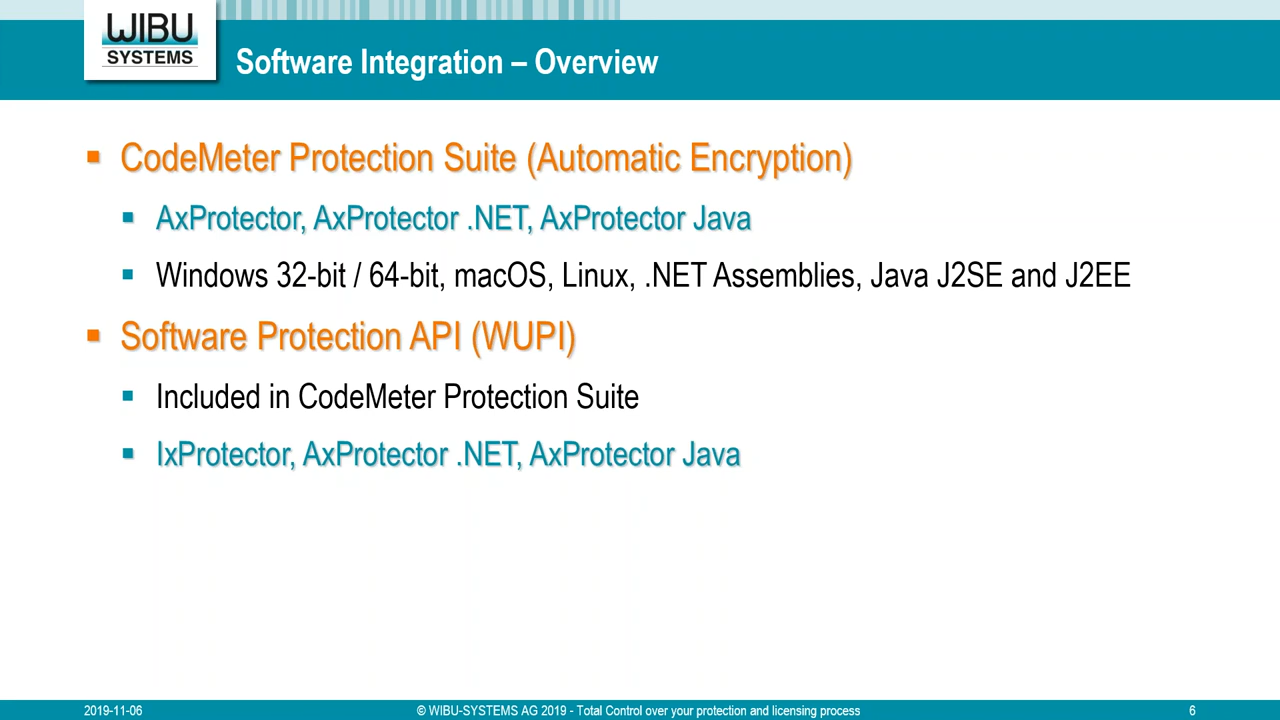 WIBU
SYSTEMS
Software Integration – Overview
▪ CodeMeter Protection Suite (Automatic Encryption)
▪ AxProtector, AxProtector .NET, AxProtector Java
▪ Windows 32-bit / 64-bit, macOS, Linux, .NET Assemblies, Java J2SE and J2EE
▪ Software Protection API (WUPI)
▪ Included in CodeMeter Protection Suite
▪ IxProtector, AxProtector .NET, AxProtector Java
2019-11-06
© WIBU-SYSTEMS AG 2019 - Total Control over your protection and licensing process
6